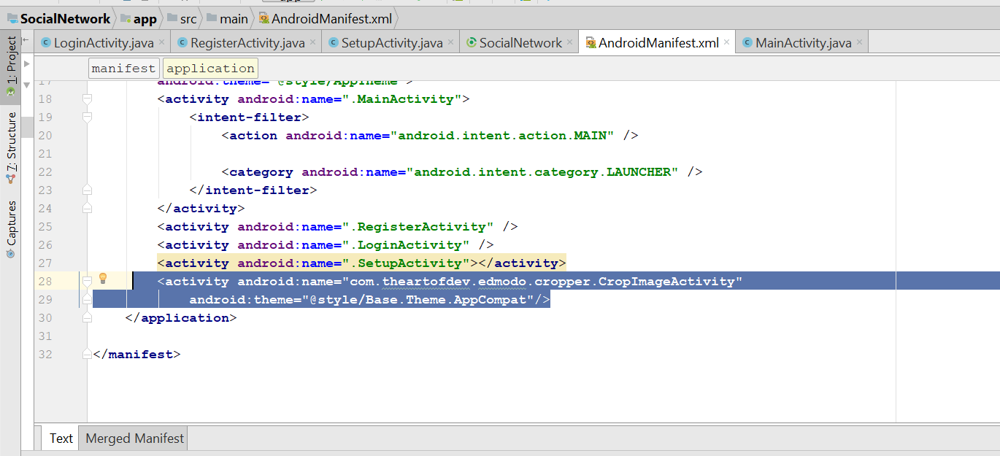 SocialNetwork app src main AndroidManifest.xml
LoginActivity.java RegisterActivity.java SetupActivity.java SocialNetwork AndroidManifest.xml MainActivity.java
1: Project
7: Structure
Captures
manifest application
17 android:theme="@style/AppTheme">
18 <activity android:name=".MainActivity">
19 <intent-filter>
20 <action android:name="android.intent.action.MAIN" />
21
22 <category android:name="android.intent.category.LAUNCHER" />
23 </intent-filter>
24 </activity>
25 <activity android:name=".RegisterActivity" />
26 <activity android:name=".LoginActivity" />
27 <activity android:name=".SetupActivity"></activity>
28 <activity android:name="com.theartofdev.edmodo.cropper.CropImageActivity"
29 android:theme="@style/Base.Theme.AppCompat"/>
30 </application>
31
32 </manifest>
Text Merged Manifest